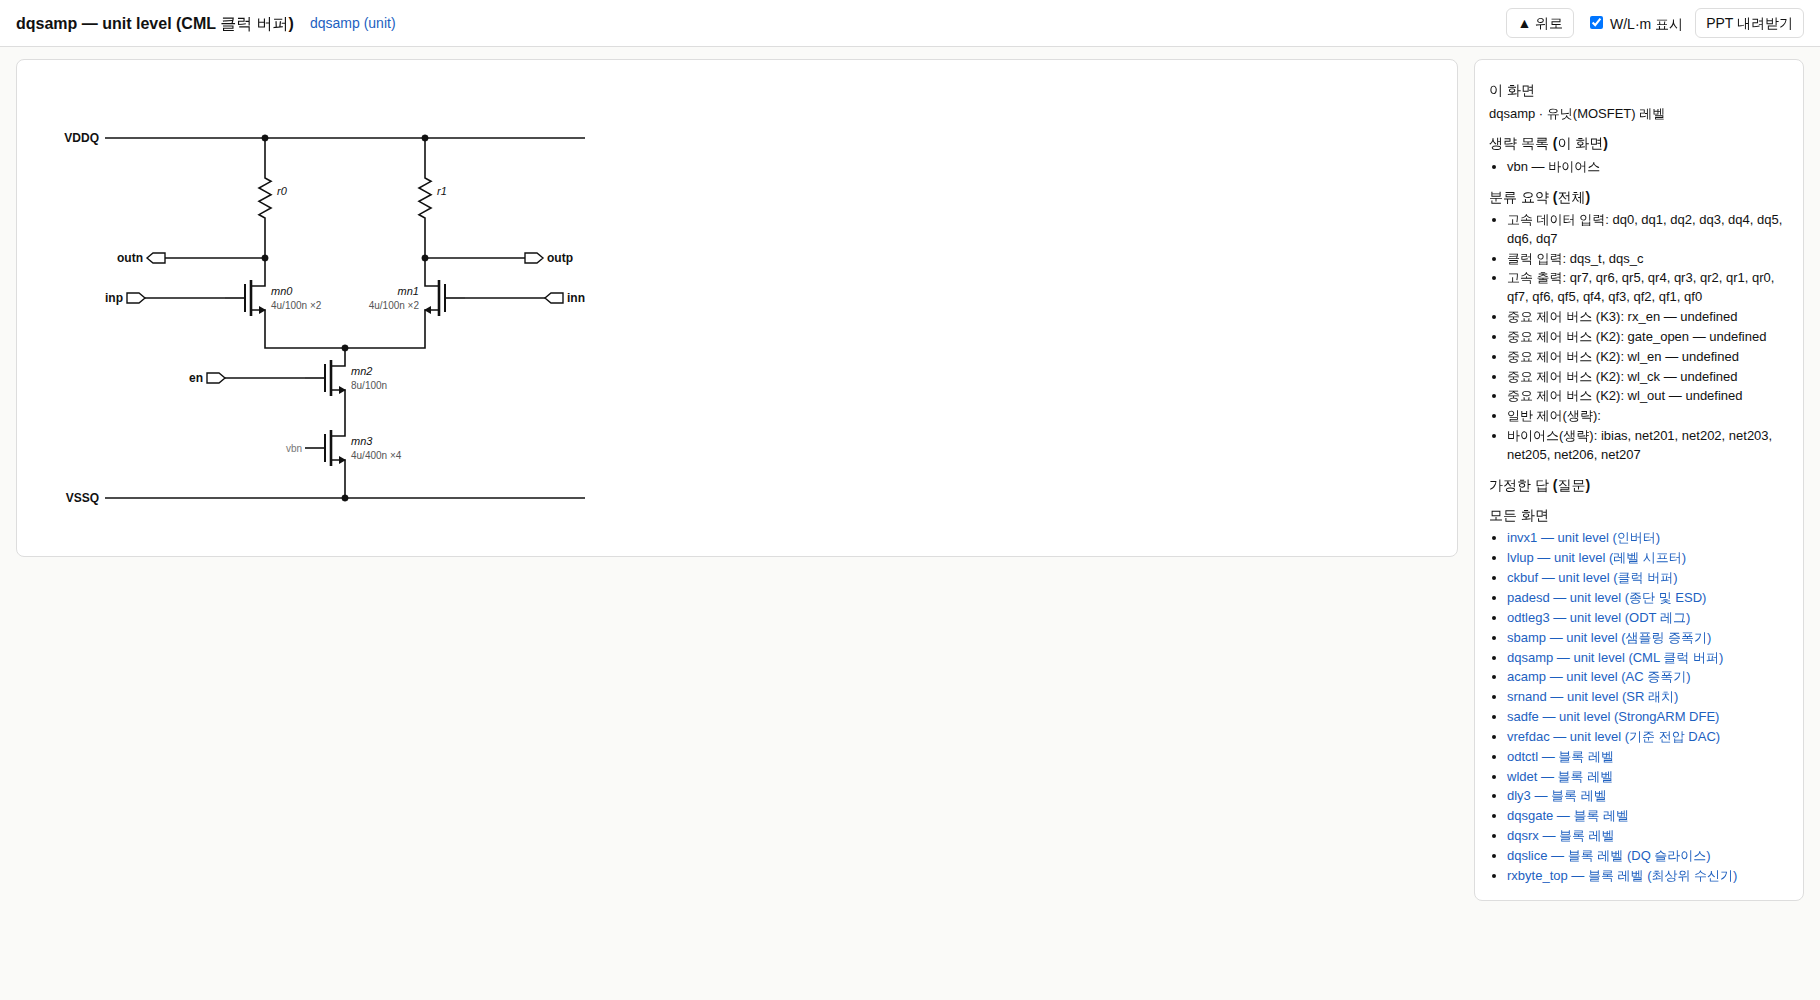 dqsamp — unit level (CML 클럭 버퍼)
dqsamp (unit)
▲ 위로
W/L·m 표시
PPT 내려받기
VDDQ
r0
r1
outn
outp
inp
mn0
4u/100n ×2
mn1
4u/100n ×2
inn
en
mn2
8u/100n
vbn
mn3
4u/400n ×4
VSSQ
이 화면
dqsamp · 유닛(MOSFET) 레벨
생략 목록 (이 화면)
vbn — 바이어스
분류 요약 (전체)
고속 데이터 입력: dq0, dq1, dq2, dq3, dq4, dq5,
dq6, dq7
클럭 입력: dqs_t, dqs_c
고속 출력: qr7, qr6, qr5, qr4, qr3, qr2, qr1, qr0,
qf7, qf6, qf5, qf4, qf3, qf2, qf1, qf0
중요 제어 버스 (K3): rx_en — undefined
중요 제어 버스 (K2): gate_open — undefined
중요 제어 버스 (K2): wl_en — undefined
중요 제어 버스 (K2): wl_ck — undefined
중요 제어 버스 (K2): wl_out — undefined
일반 제어(생략):
바이어스(생략): ibias, net201, net202, net203,
net205, net206, net207
가정한 답 (질문)
모든 화면
invx1 — unit level (인버터)
lvlup — unit level (레벨 시프터)
ckbuf — unit level (클럭 버퍼)
padesd — unit level (종단 및 ESD)
odtleg3 — unit level (ODT 레그)
sbamp — unit level (샘플링 증폭기)
dqsamp — unit level (CML 클럭 버퍼)
acamp — unit level (AC 증폭기)
srnand — unit level (SR 래치)
sadfe — unit level (StrongARM DFE)
vrefdac — unit level (기준 전압 DAC)
odtctl — 블록 레벨
wldet — 블록 레벨
dly3 — 블록 레벨
dqsgate — 블록 레벨
dqsrx — 블록 레벨
dqslice — 블록 레벨 (DQ 슬라이스)
rxbyte_top — 블록 레벨 (최상위 수신기)